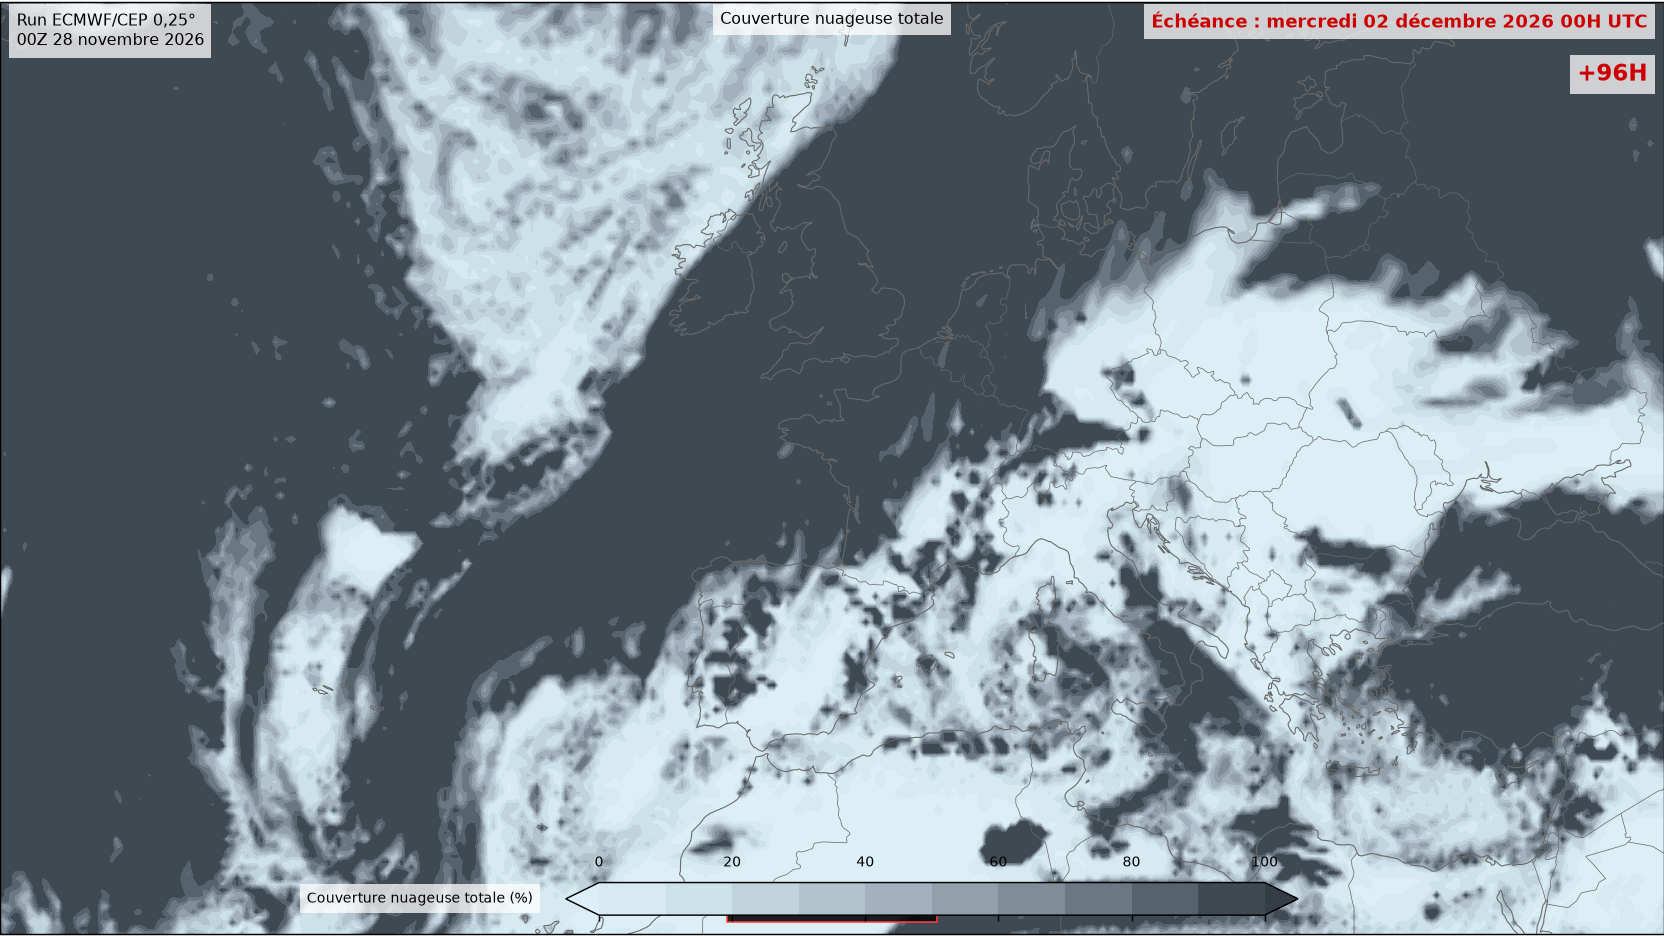 Run ECMWF/CEP 0,25°
00Z 28 novembre 2026
Couverture nuageuse totale
Échéance : mercredi 02 décembre 2026 00H UTC
+96H
0 20 40 60 80 100
Couverture nuageuse totale (%)